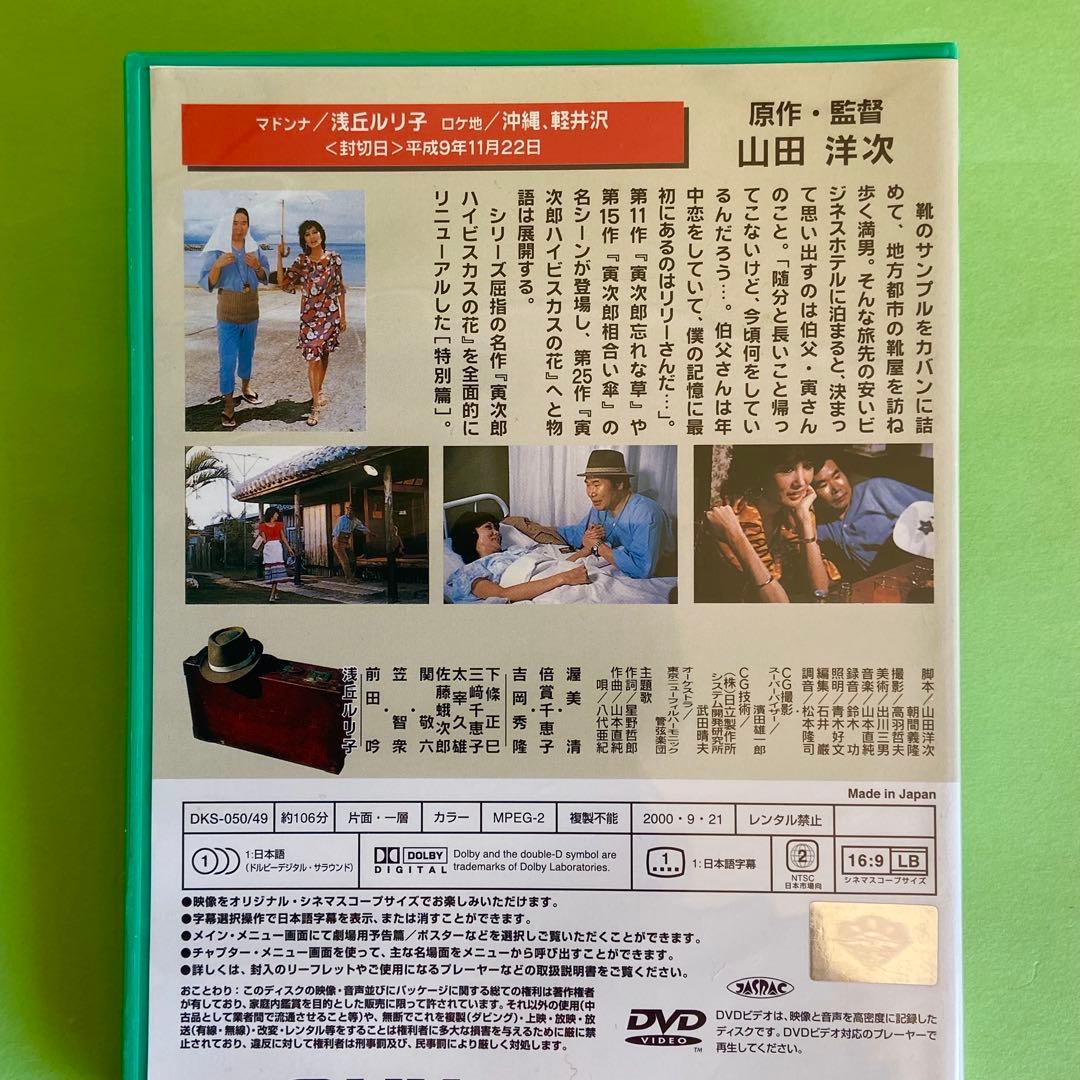 マドンナ/浅丘ルリ子 ロケ地/沖縄、軽井沢
<封切日>平成9年11月22日
原作・監督
山田 洋次
靴のサンプルをカバンに詰
めて、地方都市の靴屋を訪ね
歩く満男。そんな旅先の安いビ
ジネスホテルに泊まると、決まっ
て思い出すのは伯父・寅さん
のこと。「随分と長いこと帰っ
てこないけど、今頃何をしてい
るんだろう…。伯父さんは年
中恋をしていて、僕の記憶に最
初にあるのはリリーさんだ…」。
第11作『寅次郎忘れな草』や
第15作『寅次郎相合い傘』の
名シーンが登場し、第25作『寅
次郎ハイビスカスの花』へと物
語は展開する。
シリーズ屈指の名作『寅次郎
ハイビスカスの花』を全面的に
リニューアルした[特別篇]。
脚本/山田洋次
朝間義隆
撮影/高羽哲夫
美術/出川三男
音楽/山本直純
録音/鈴木 功
照明/青木好文
編集/石井 巌
調音/松本隆司
CG撮影
スーパーバイザー/
濱田雄一郎
CG技術/
(株)日立製作所
システム開発研究所
武田晴夫
オーケストラ/
東京ニューフィルハーモニック
管弦楽団
主題歌
作詞/星野哲郎
作曲/山本直純
唄/八代亜紀
渥美 清
倍賞千恵子
吉岡秀隆
下條正巳
三﨑千恵子
太宰久雄
佐藤蛾次郎
関 敬六
笠 智衆
前田 吟
浅丘ルリ子
Made in Japan
DKS-050/49 約106分 片面・一層 カラー MPEG-2 複製不能 2000・9・21 レンタル禁止
1 1:日本語
(ドルビーデジタル・サラウンド)
DOLBY
DIGITAL
Dolby and the double-D symbol are
trademarks of Dolby Laboratories.
1 1:日本語字幕
2
NTSC
日本市場向
16:9 LB
シネマスコープサイズ
●映像をオリジナル・シネマスコープサイズでお楽しみいただけます。
●字幕選択操作で日本語字幕を表示、または消すことができます。
●メイン・メニュー画面にて劇場用予告篇/ポスターなどを選択しご覧いただくことができます。
●チャプター・メニュー画面を使って、主な名場面をメニューから呼び出すことができます。
●詳しくは、封入のリーフレットやご使用になるプレーヤーなどの取扱説明書をご覧ください。
おことわり:このディスクの映像・音声並びにパッケージに関する総ての権利は著作権者
が有しており、家庭内鑑賞を目的とした販売に限って許されています。それ以外の使用(中
古品として業者間で流通させること等)や、無断でこれを複製(ダビング)・上映・放映・放
送(有線・無線)・改変・レンタル等をすることは権利者に多大な損害を与えるために厳に禁
止されており、違反に対して権利者は刑事罰及び、民事罰により厳しく対処します。
JASRAC
DVD
VIDEO
TM
DVDビデオは、映像と音声を高密度に記録した
ディスクです。DVDビデオ対応のプレーヤーで
再生してください。